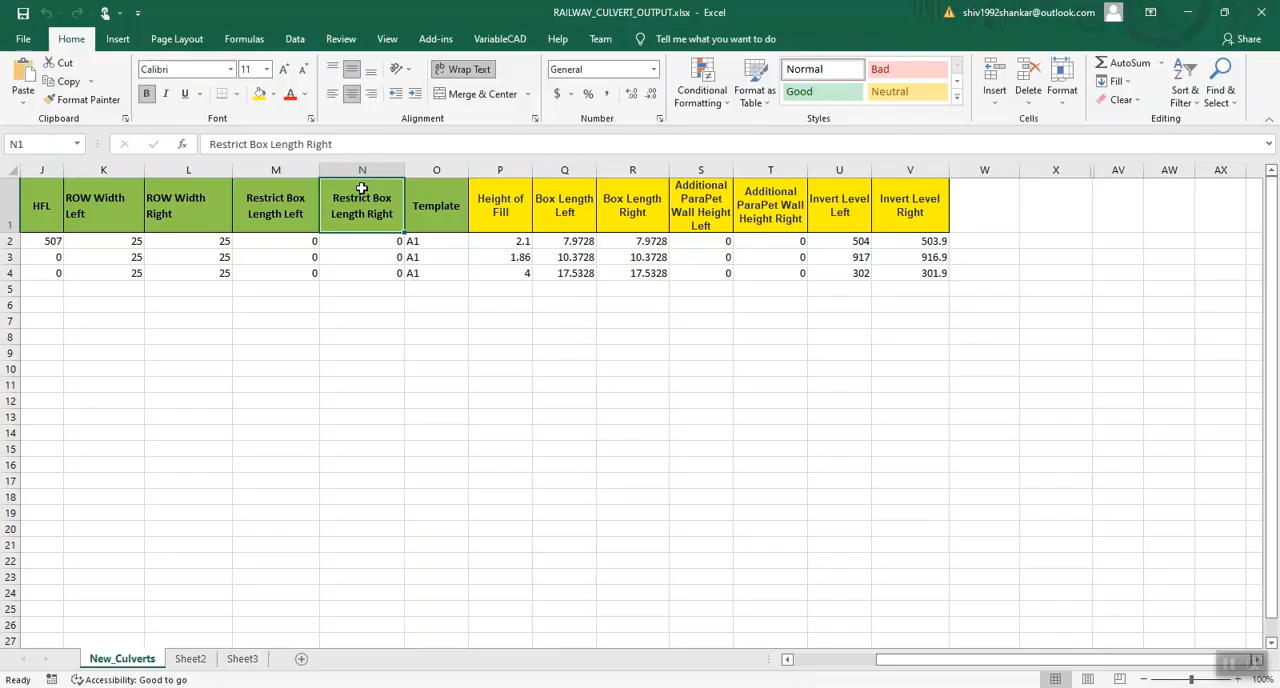 RAILWAY_CULVERT_OUTPUT.xlsx - Excel
shiv1992shankar@outlook.com
File Home Insert Page Layout Formulas Data Review View Add-ins VariableCAD Help Team Tell me what you want to do Share
Paste
Cut
Copy
Format Painter
Clipboard
Calibri 11
B I U
Font
Wrap Text
Merge & Center
Alignment
General
$ %
Number
Conditional Formatting
Format as Table
Normal Bad
Good Neutral
Styles
Insert Delete Format
Cells
AutoSum
Fill
Clear
Sort & Filter
Find & Select
Editing
N1 fx Restrict Box Length Right
J K L M N O P Q R S T U V W X AV AW AX
1 HFL ROW Width Left ROW Width Right Restrict Box Length Left Restrict Box Length Right Template Height of Fill Box Length Left Box Length Right Additional ParaPet Wall Height Left Additional ParaPet Wall Height Right Invert Level Left Invert Level Right
2 507 25 25 0 0 A1 2.1 7.9728 7.9728 0 0 504 503.9
3 0 25 25 0 0 A1 1.86 10.3728 10.3728 0 0 917 916.9
4 0 25 25 0 0 A1 4 17.5328 17.5328 0 0 302 301.9
5
6
7
8
9
10
11
12
13
14
15
16
17
18
19
20
21
22
23
24
25
26
27
New_Culverts Sheet2 Sheet3
Ready Accessibility: Good to go 100%